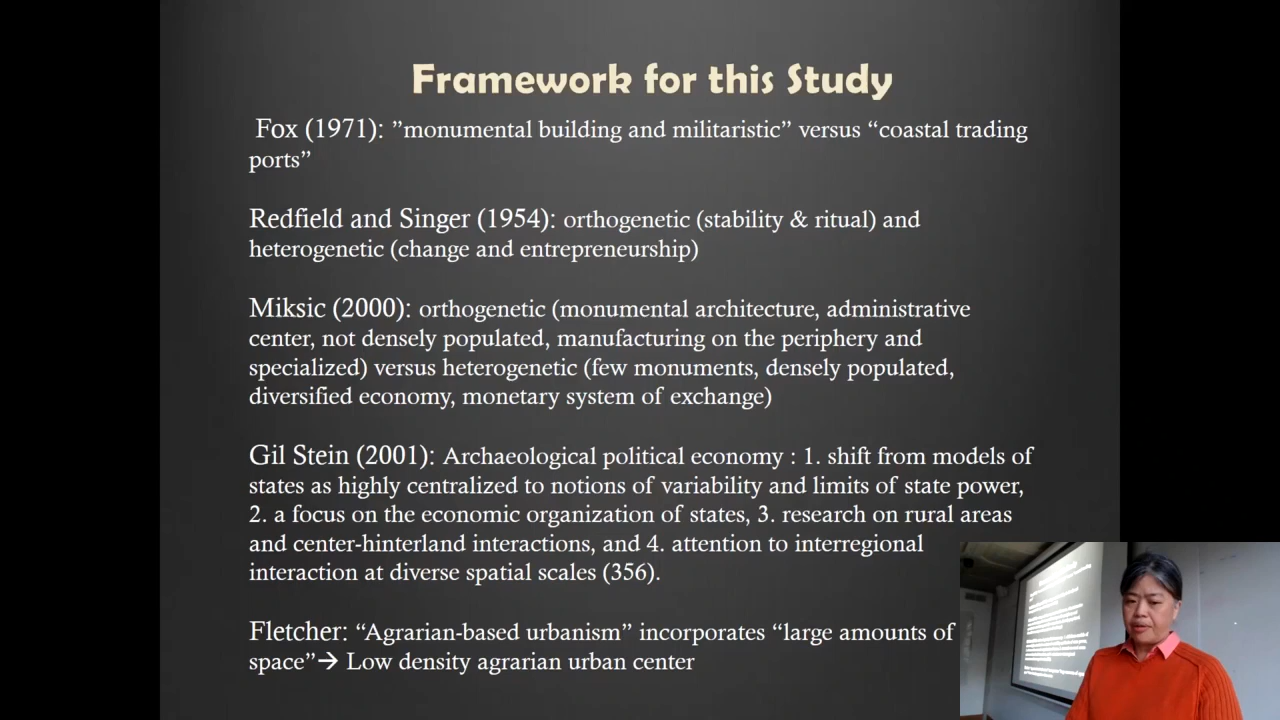 Framework for this Study
Fox (1971): ”monumental building and militaristic” versus “coastal trading
ports”
Redfield and Singer (1954): orthogenetic (stability & ritual) and
heterogenetic (change and entrepreneurship)
Miksic (2000): orthogenetic (monumental architecture, administrative
center, not densely populated, manufacturing on the periphery and
specialized) versus heterogenetic (few monuments, densely populated,
diversified economy, monetary system of exchange)
Gil Stein (2001): Archaeological political economy : 1. shift from models of
states as highly centralized to notions of variability and limits of state power,
2. a focus on the economic organization of states, 3. research on rural areas
and center-hinterland interactions, and 4. attention to interregional
interaction at diverse spatial scales (356).
Fletcher: “Agrarian-based urbanism” incorporates “large amounts of
space”→ Low density agrarian urban center